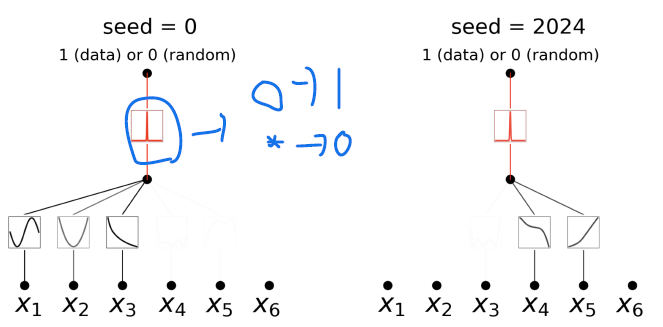 seed = 0
1 (data) or 0 (random)
0 → 1
* → 0
x1 x2 x3 x4 x5 x6
seed = 2024
1 (data) or 0 (random)
x1 x2 x3 x4 x5 x6